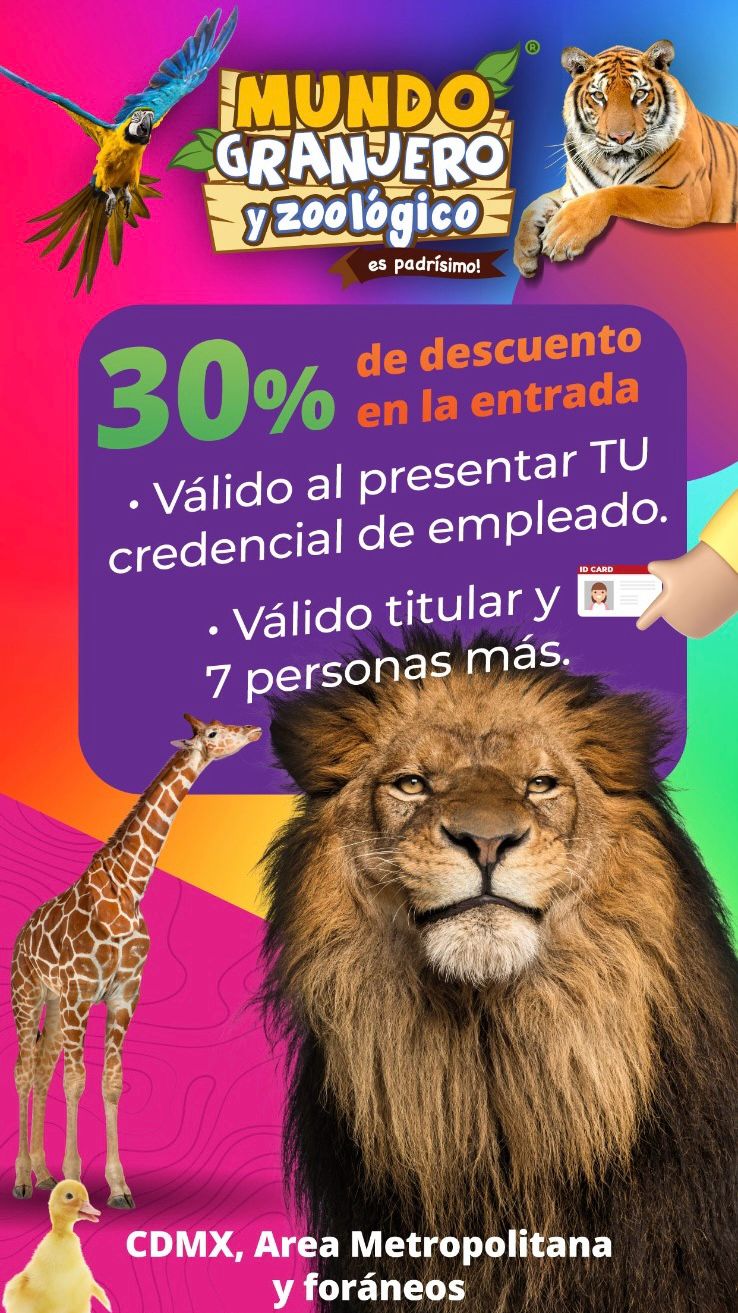 MUNDO
GRANJERO
y zoológico
®
es padrísimo!
30% de descuento
en la entrada
• Válido al presentar TU
credencial de empleado.
ID CARD
• Válido titular y
7 personas más.
CDMX, Area Metropolitana
y foráneos